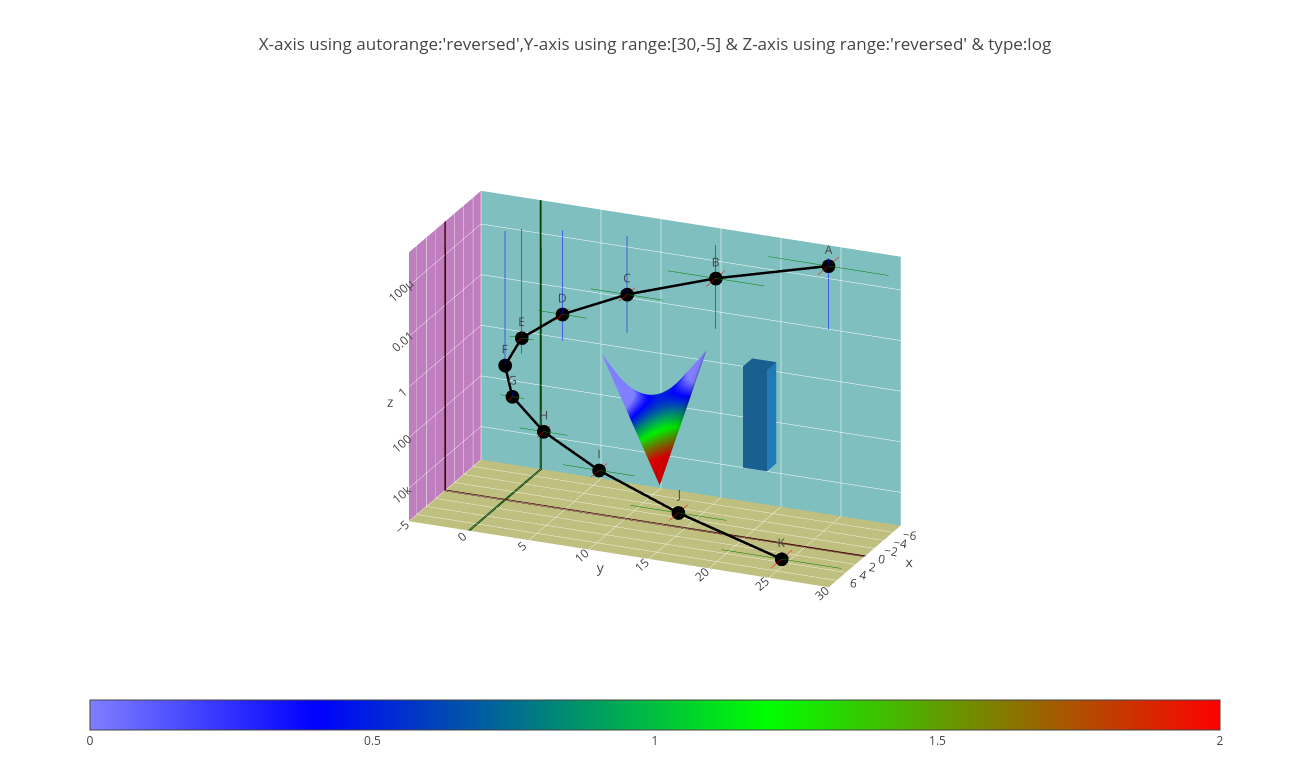 X-axis using autorange:'reversed',Y-axis using range:[30,-5] & Z-axis using range:'reversed' & type:log
A
B
C
D
E
F
G
H
I
J
K
100μ
0.01
1
100
10k
z
−5
0
5
10
15
20
25
30
y
6
4
2
0
−2
−4
−6
x
0
0.5
1
1.5
2